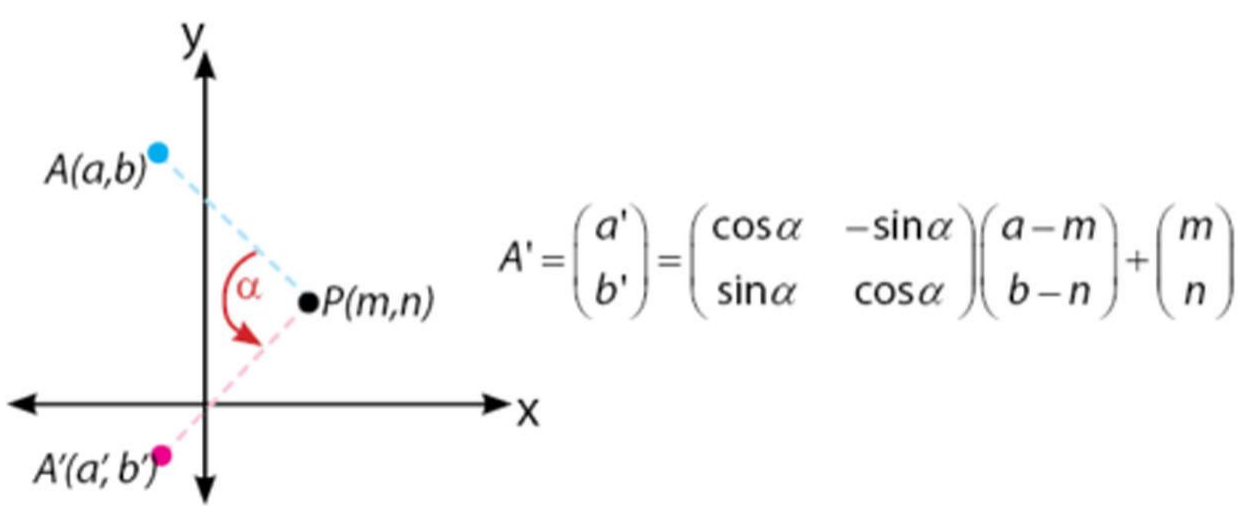 y
A(a,b)
α
P(m,n)
x
A′(a′, b′)
A' = (a' b') = (cosα −sinα sinα cosα)(a−m b−n) + (m n)